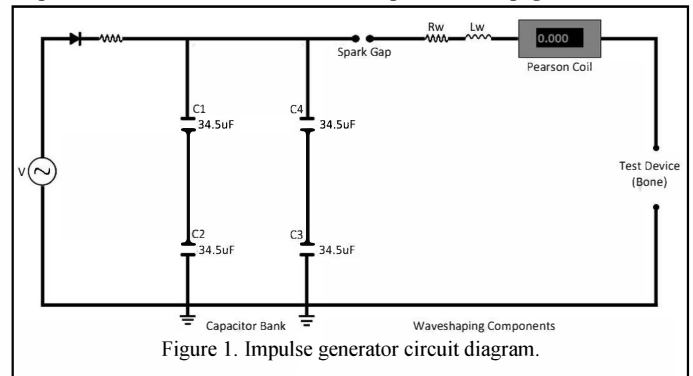 Rw
Lw
0.000
Spark Gap
Pearson Coil
C1
34.5uF
C4
34.5uF
V
Test Device
(Bone)
C2
34.5uF
C3
34.5uF
Capacitor Bank
Waveshaping Components
Figure 1. Impulse generator circuit diagram.